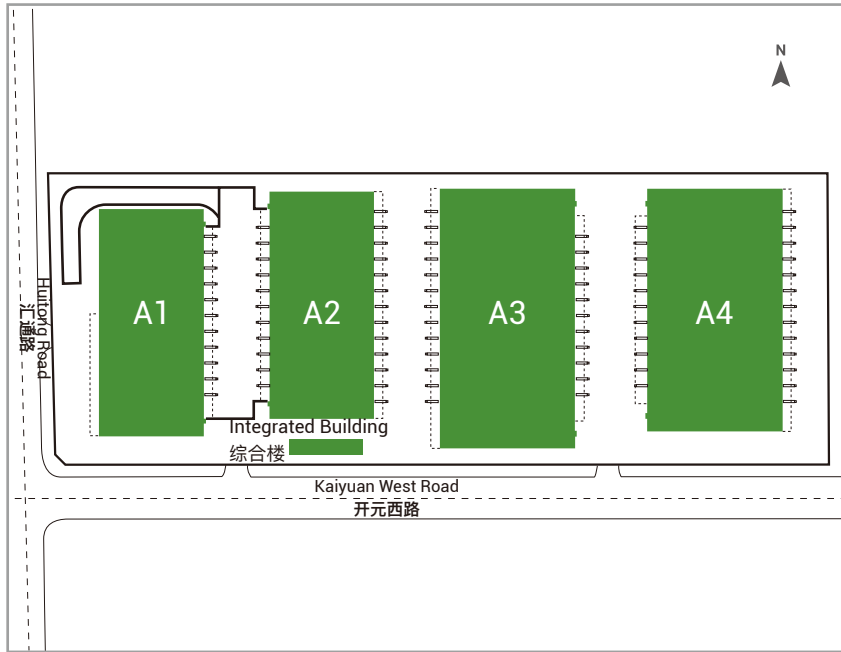 N
A1
A2
A3
A4
Huitong Road
汇通路
Integrated Building
综合楼
Kaiyuan West Road
开元西路